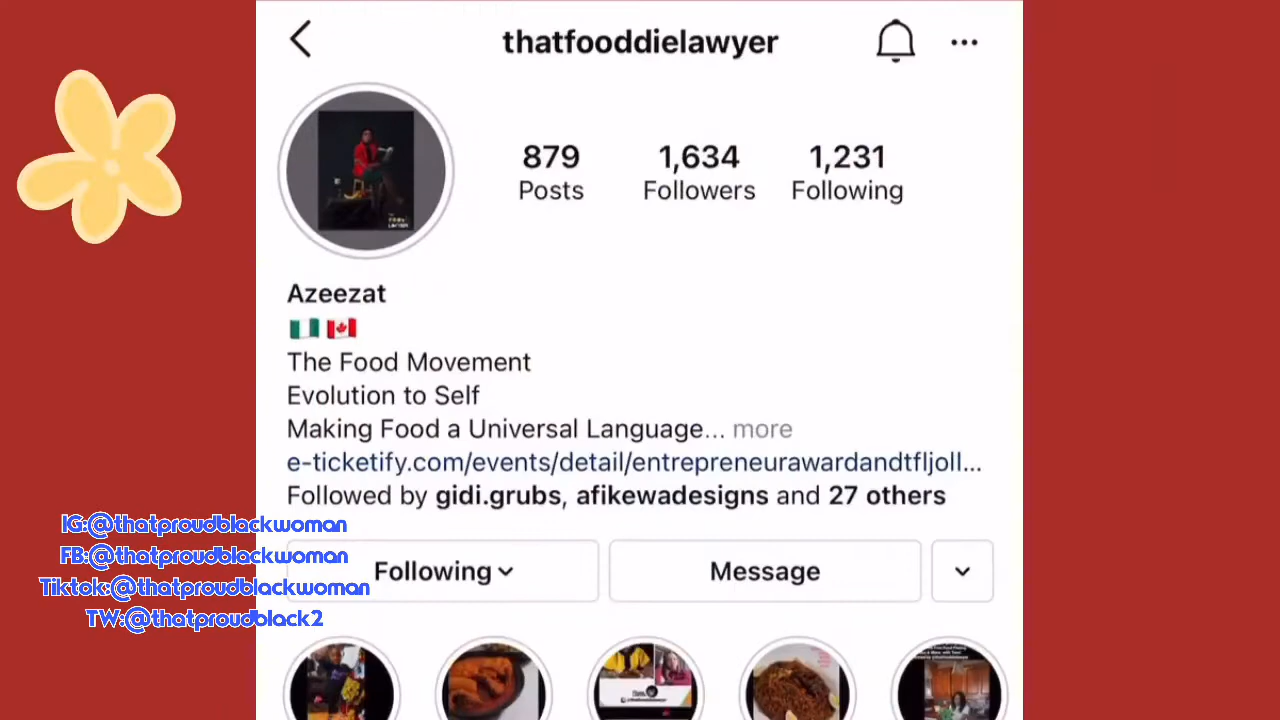 thatfooddielawyer
879 1,634 1,231
Posts Followers Following
Azeezat
The Food Movement
Evolution to Self
Making Food a Universal Language... more
e-ticketify.com/events/detail/entrepreneurawardandtfljoll...
Followed by gidi.grubs, afikewadesigns and 27 others
IG:@thatproudblackwoman
FB:@thatproudblackwoman
Following Message
Tiktok:@thatproudblackwoman
TW:@thatproudblack2